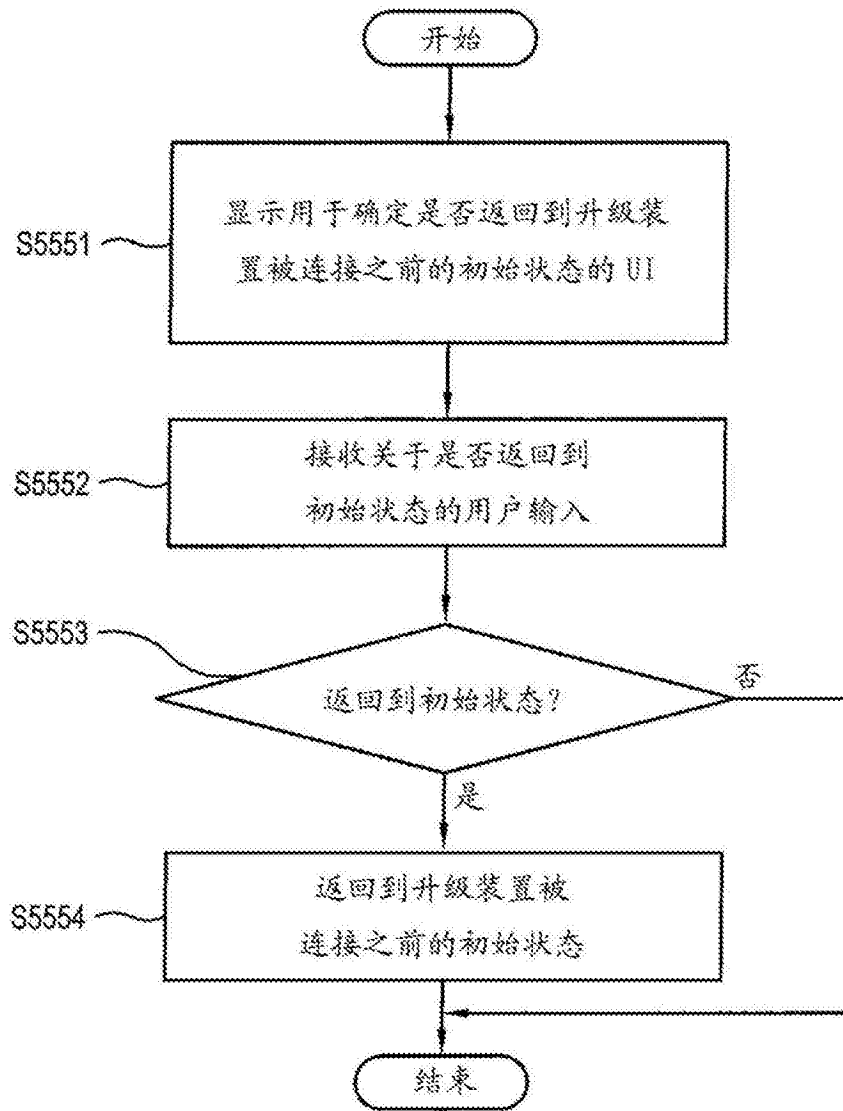 开始
S5551
显示用于确定是否返回到升级装
置被连接之前的初始状态的 UI
S5552
接收关于是否返回到
初始状态的用户输入
S5553
返回到初始状态?
否
是
S5554
返回到升级装置被
连接之前的初始状态
结束